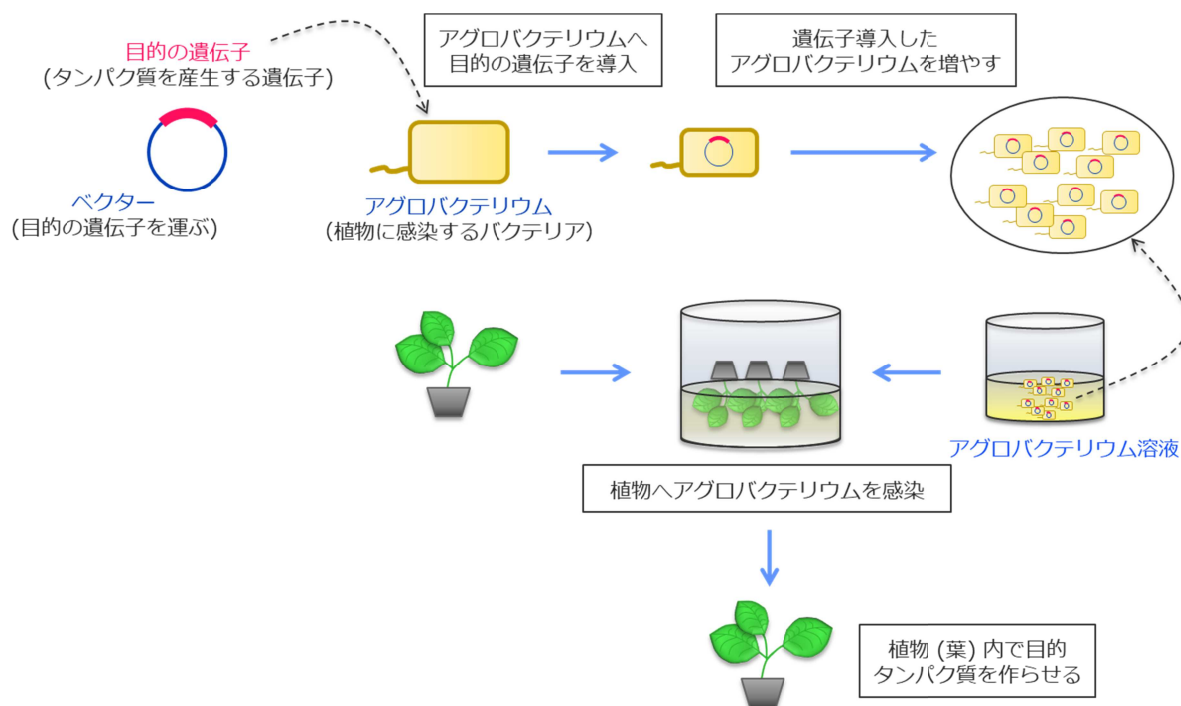 目的の遺伝子
(タンパク質を産生する遺伝子)
ベクター
(目的の遺伝子を運ぶ)
アグロバクテリウムへ
目的の遺伝子を導入
遺伝子導入した
アグロバクテリウムを増やす
アグロバクテリウム
(植物に感染するバクテリア)
アグロバクテリウム溶液
植物へアグロバクテリウムを感染
植物 (葉) 内で目的
タンパク質を作らせる